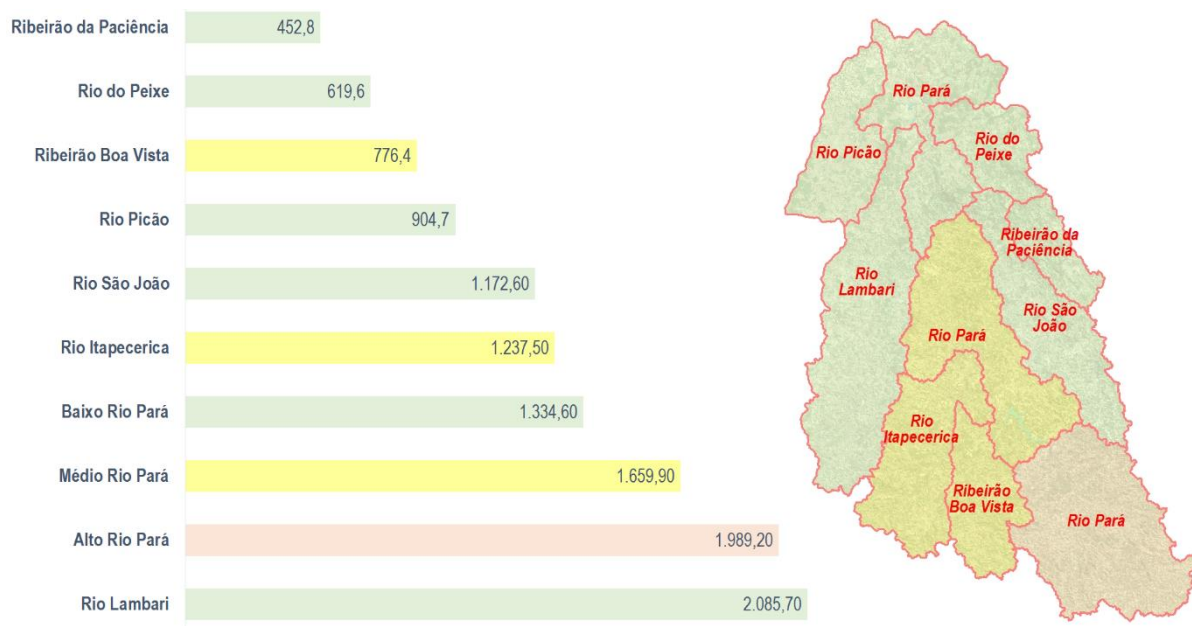 Ribeirão da Paciência 452,8
Rio do Peixe 619,6
Ribeirão Boa Vista 776,4
Rio Picão 904,7
Rio São João 1.172,60
Rio Itapecerica 1.237,50
Baixo Rio Pará 1.334,60
Médio Rio Pará 1.659,90
Alto Rio Pará 1.989,20
Rio Lambari 2.085,70
Rio Pará
Rio do
Peixe
Rio Picão
Ribeirão da
Paciência
Rio
Lambari
Rio São
João
Rio Pará
Rio
Itapecerica
Ribeirão
Boa Vista
Rio Pará